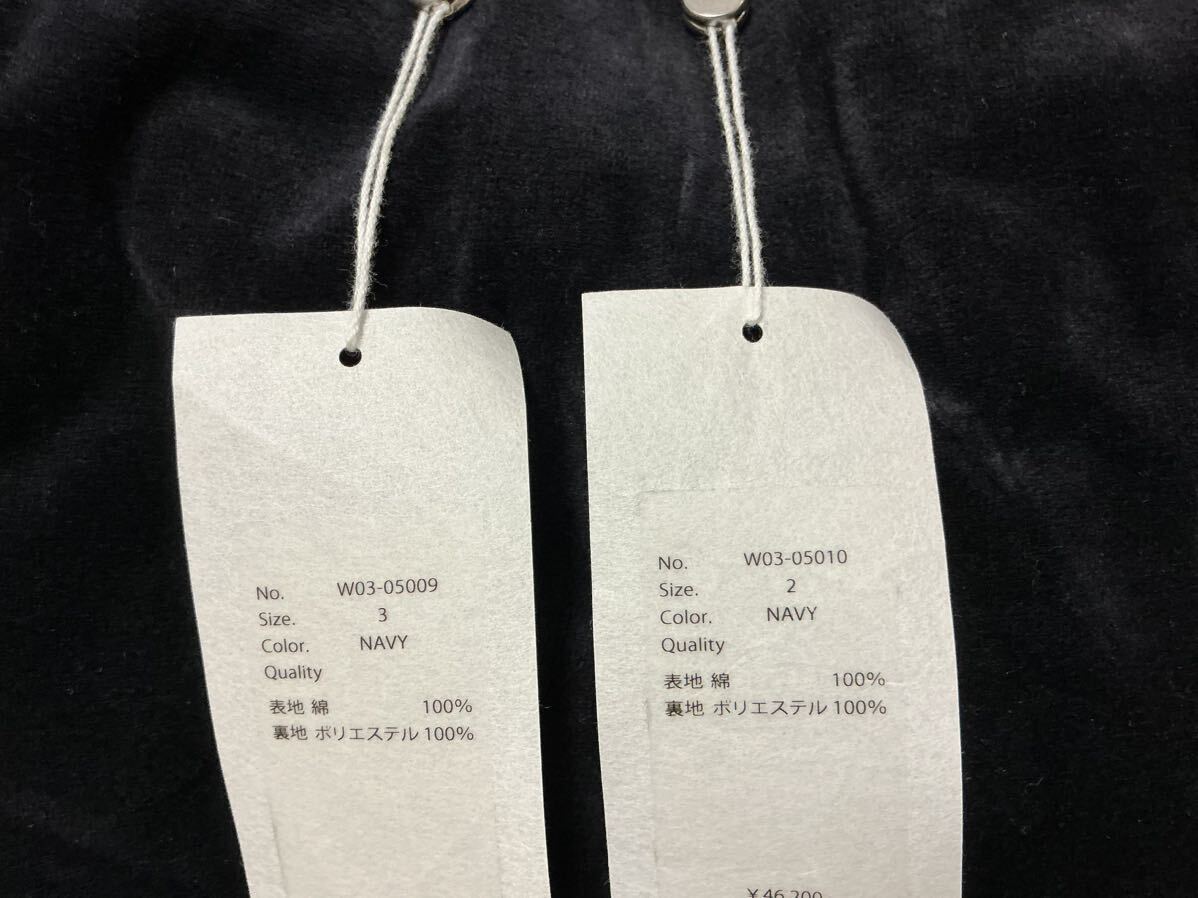 No. W03-05009
Size. 3
Color. NAVY
Quality
表地 綿 100%
裏地 ポリエステル 100%
No. W03-05010
Size. 2
Color. NAVY
Quality
表地 綿 100%
裏地 ポリエステル 100%
¥46,200